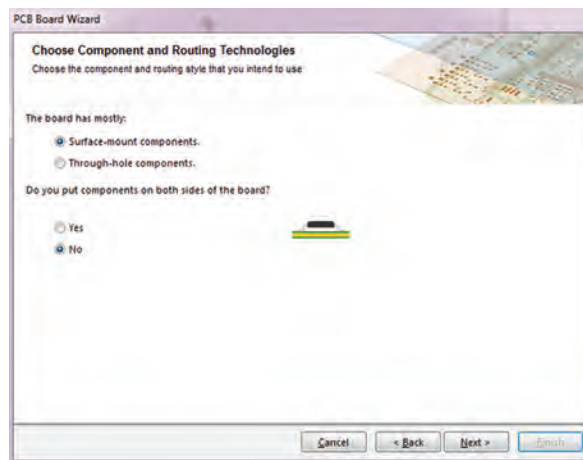 PCB Board Wizard
Choose Component and Routing Technologies
Choose the component and routing style that you intend to use
The board has mostly:
Surface-mount components.
Through-hole components.
Do you put components on both sides of the board?
Yes
No
Cancel
< Back
Next >
Finish